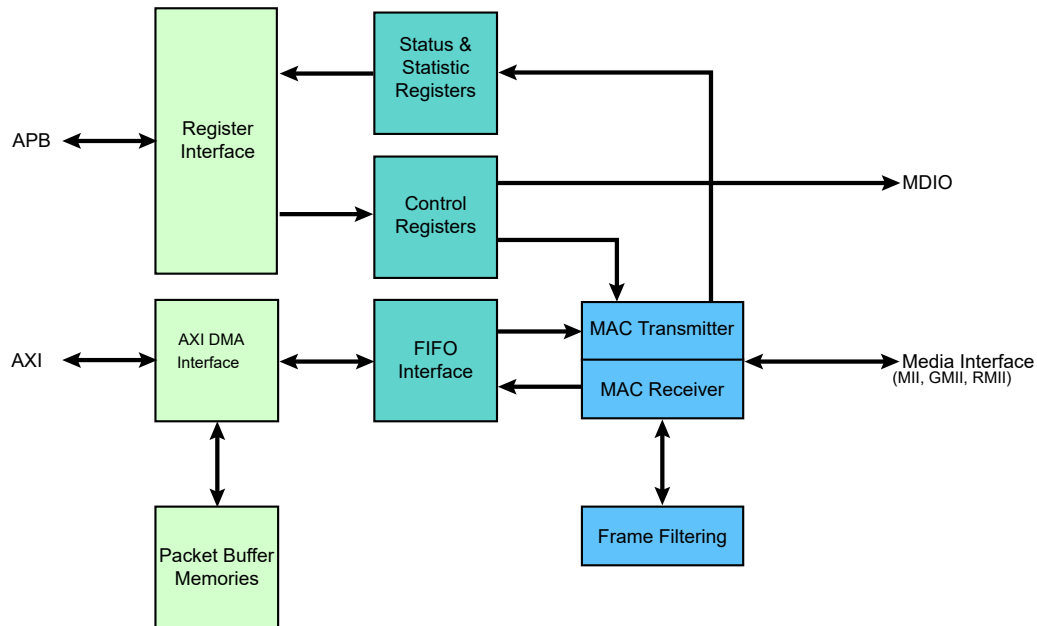 Status &
Statistic
Registers
APB
Register
Interface
Control
Registers
MDIO
AXI
AXI DMA
Interface
FIFO
Interface
MAC Transmitter
MAC Receiver
Media Interface
(MII, GMII, RMII)
Packet Buffer
Memories
Frame Filtering